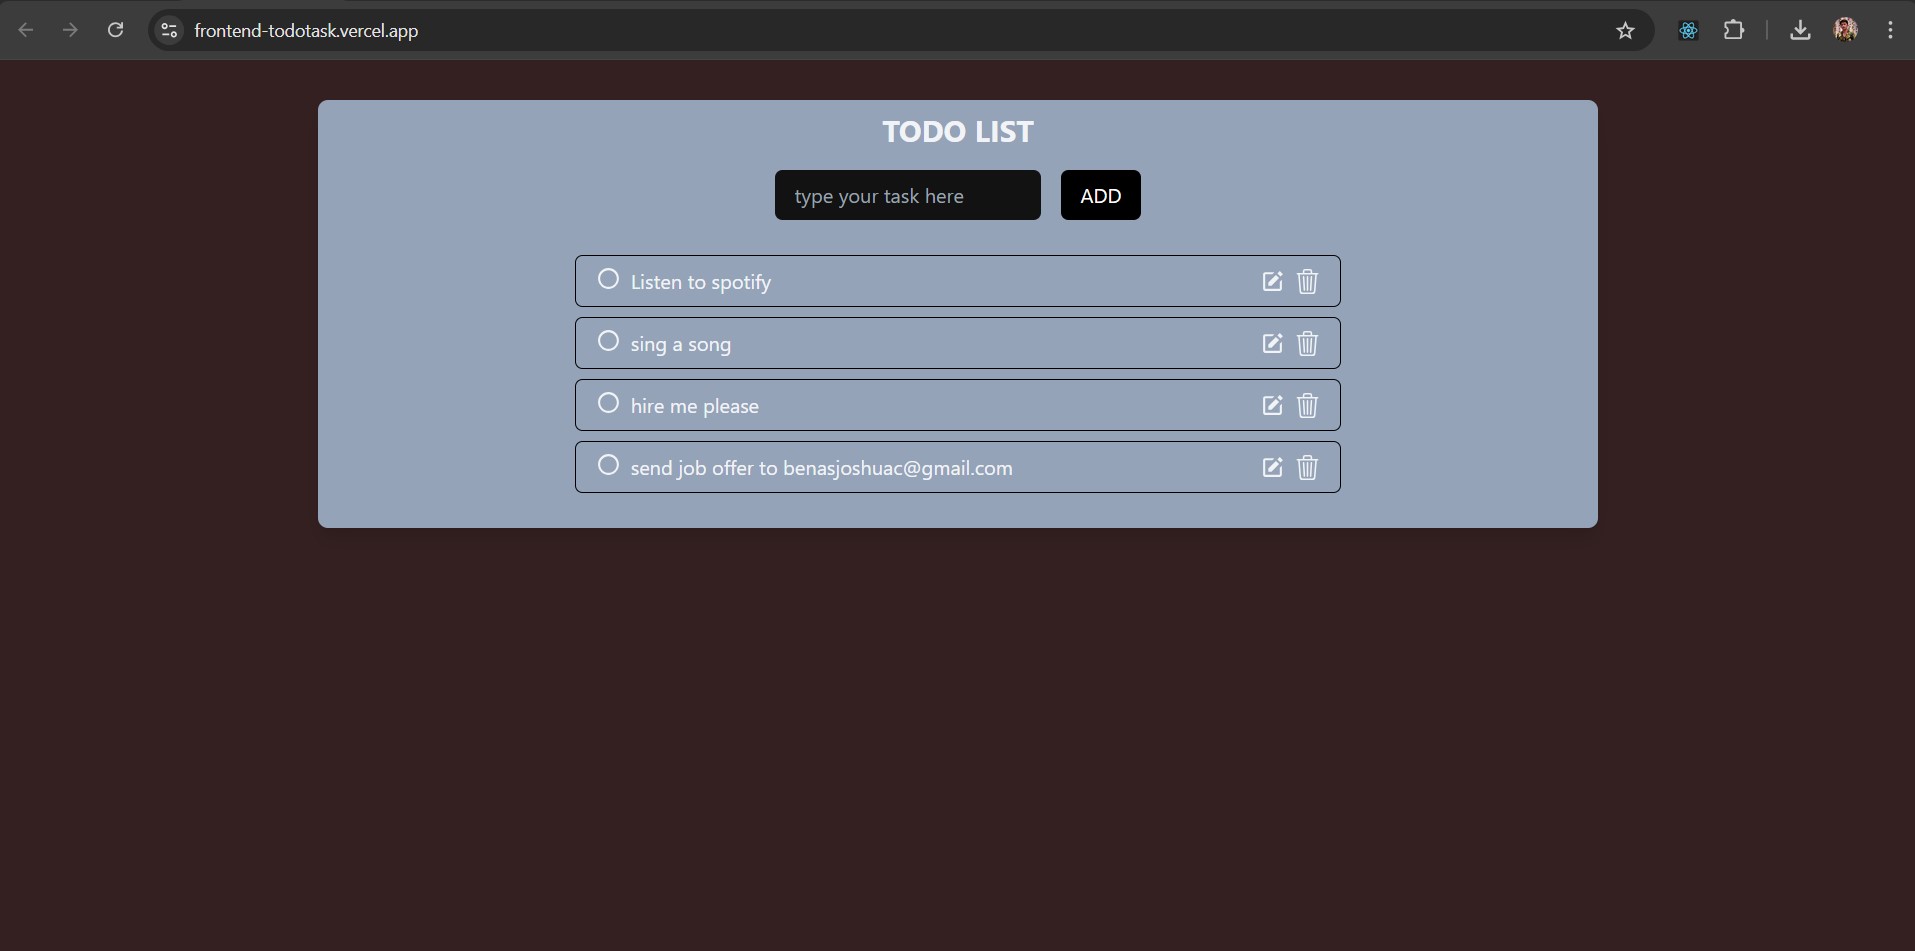 frontend-todotask.vercel.app
TODO LIST
type your task here
ADD
Listen to spotify
sing a song
hire me please
send job offer to benasjoshuac@gmail.com